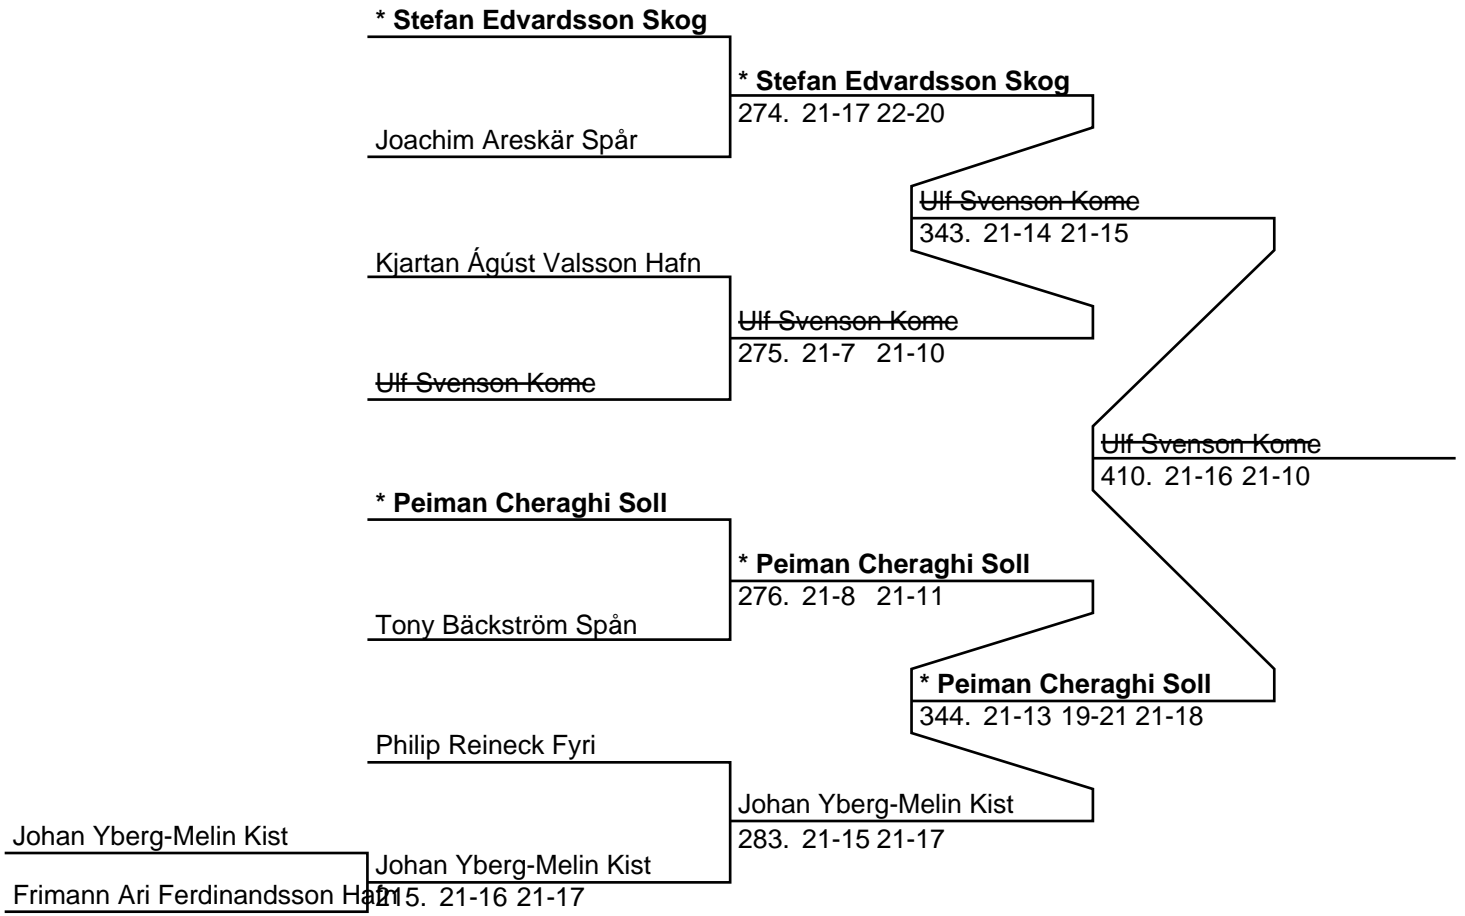 * Stefan Edvardsson Skog
* Stefan Edvardsson Skog
274. 21-17 22-20
Joachim Areskär Spår
Ulf Svenson Kome
343. 21-14 21-15
Kjartan Ágúst Valsson Hafn
Ulf Svenson Kome
275. 21-7 21-10
Ulf Svenson Kome
Ulf Svenson Kome
410. 21-16 21-10
* Peiman Cheraghi Soll
* Peiman Cheraghi Soll
276. 21-8 21-11
Tony Bäckström Spån
* Peiman Cheraghi Soll
344. 21-13 19-21 21-18
Philip Reineck Fyri
Johan Yberg-Melin Kist
283. 21-15 21-17
Johan Yberg-Melin Kist
Johan Yberg-Melin Kist
Frimann Ari Ferdinandsson Hafn
215. 21-16 21-17